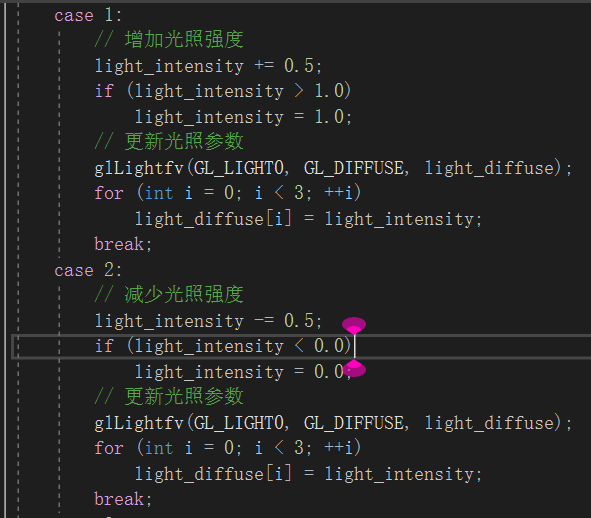 case 1:
// 增加光照强度
light_intensity += 0.5;
if (light_intensity > 1.0)
light_intensity = 1.0;
// 更新光照参数
glLightfv(GL_LIGHT0, GL_DIFFUSE, light_diffuse);
for (int i = 0; i < 3; ++i)
light_diffuse[i] = light_intensity;
break;
case 2:
// 减少光照强度
light_intensity -= 0.5;
if (light_intensity < 0.0)
light_intensity = 0.0;
// 更新光照参数
glLightfv(GL_LIGHT0, GL_DIFFUSE, light_diffuse);
for (int i = 0; i < 3; ++i)
light_diffuse[i] = light_intensity;
break;